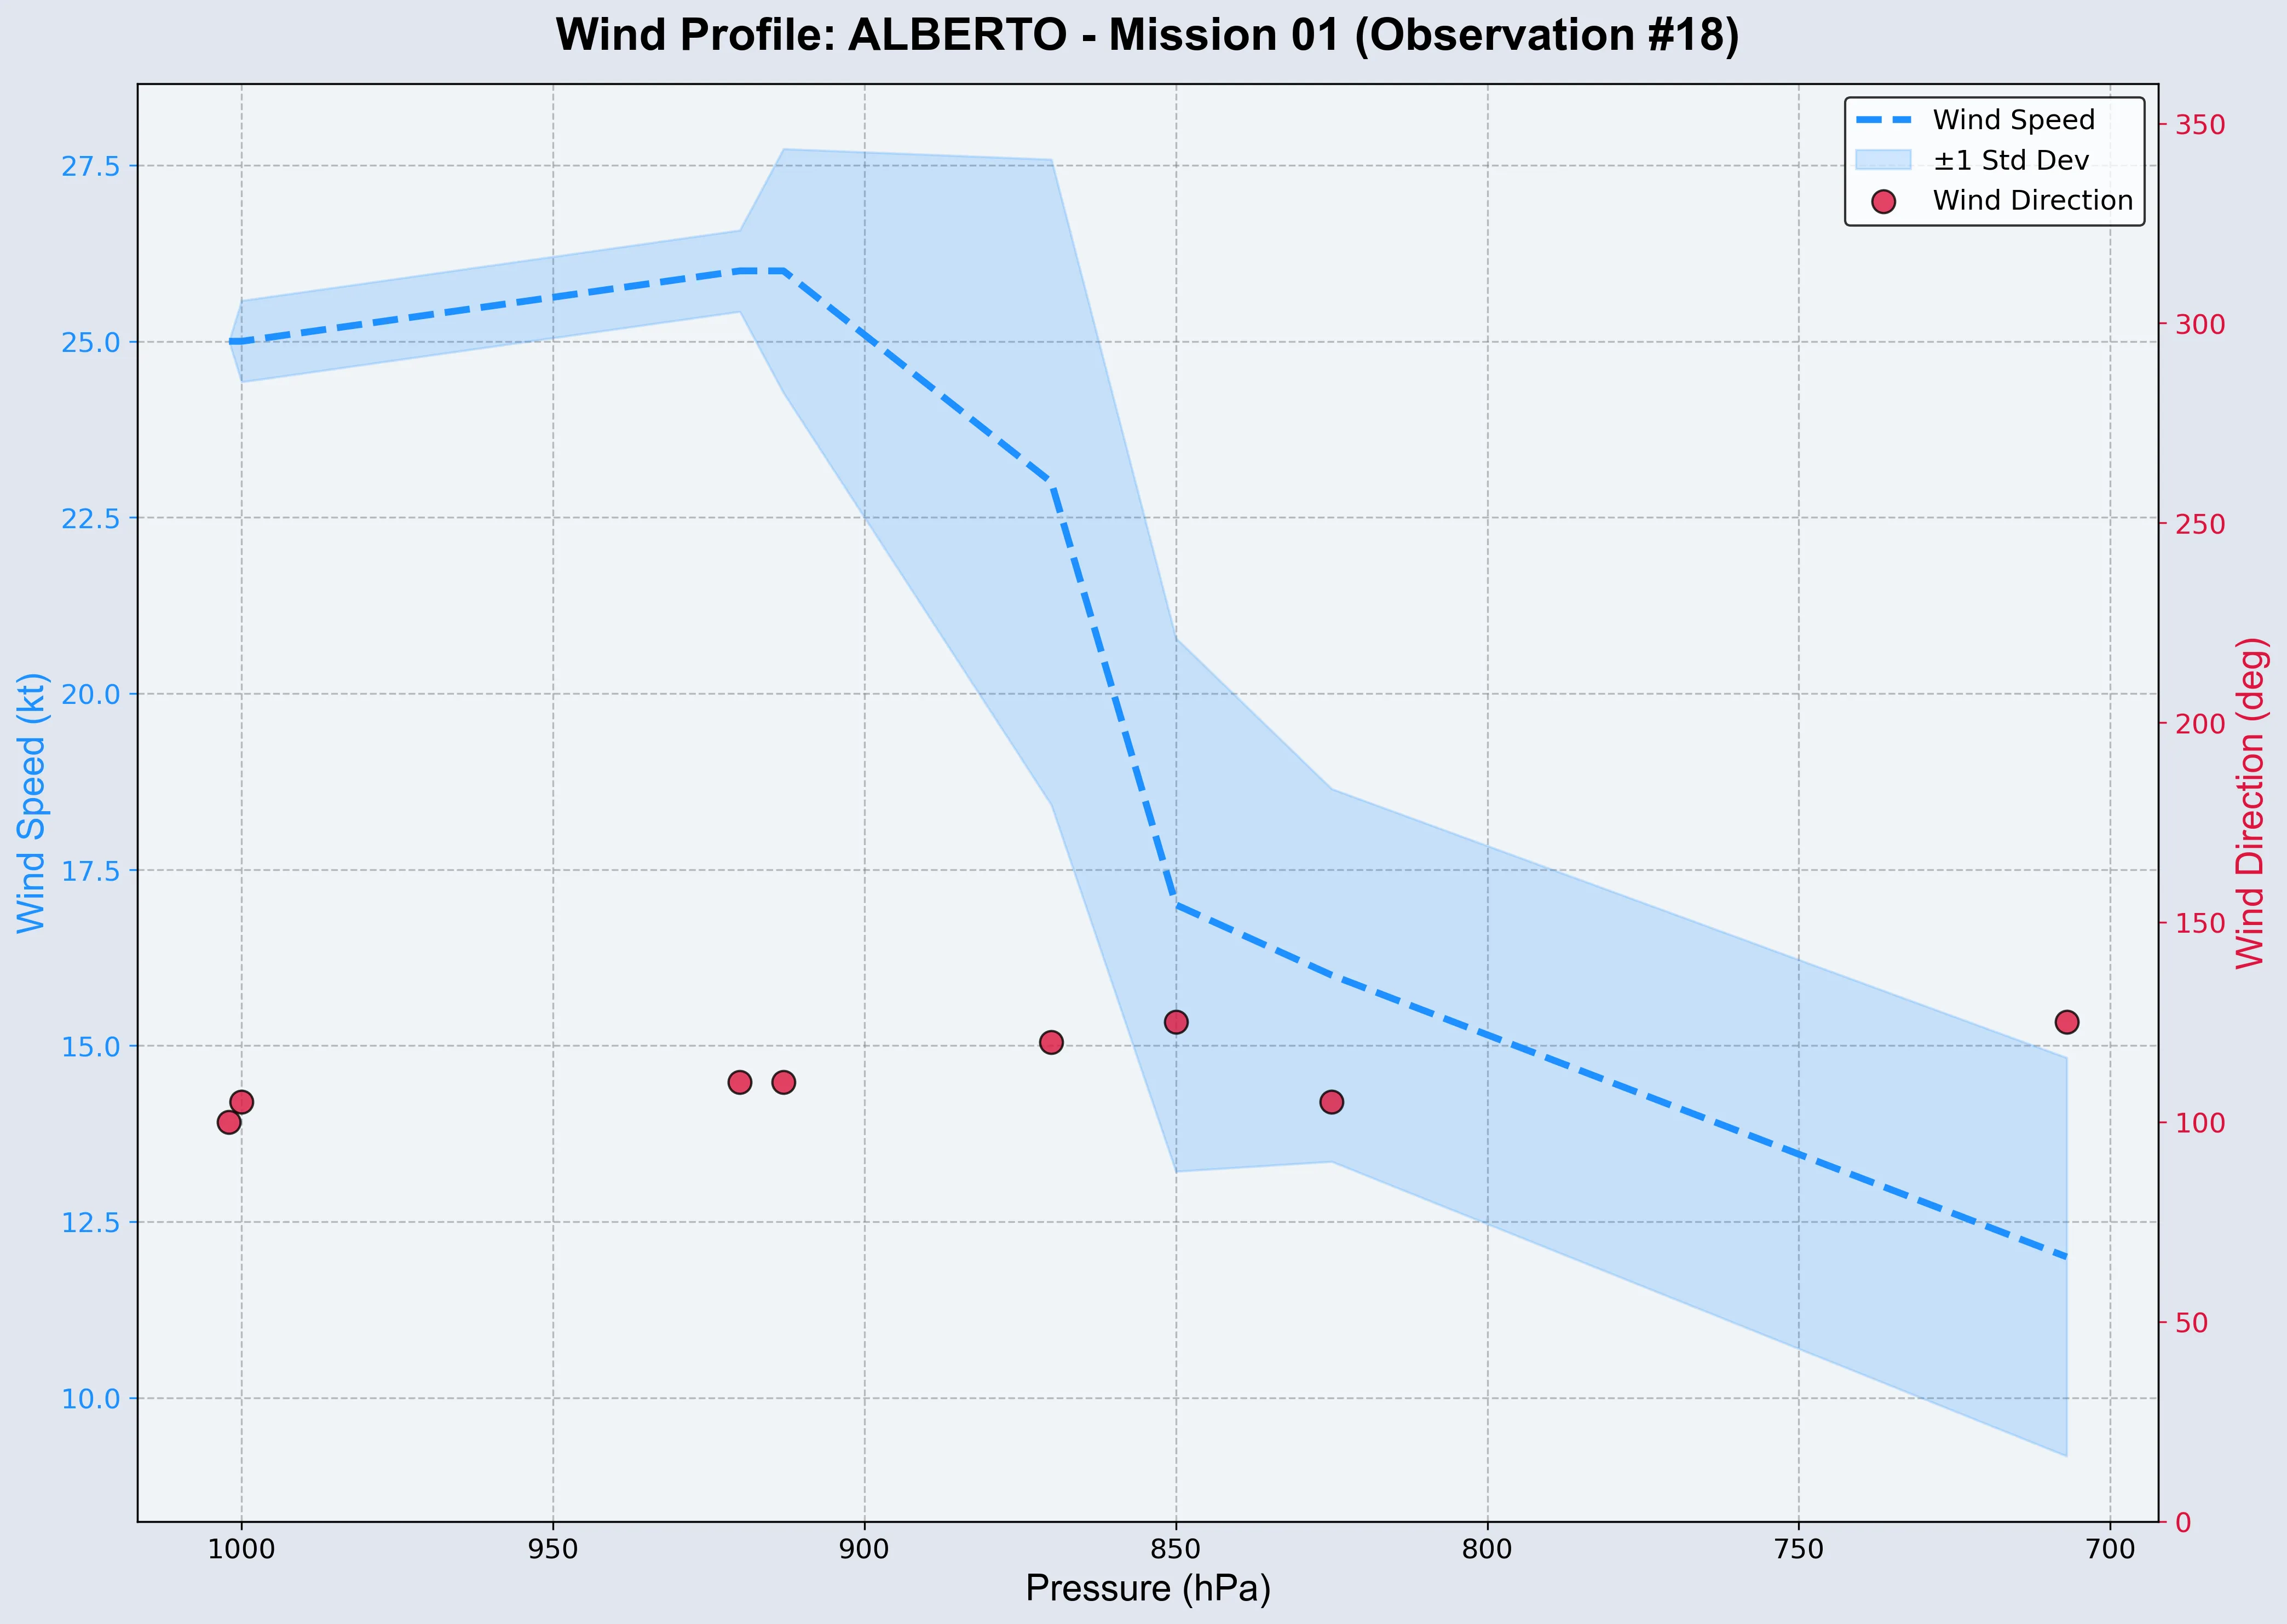 Wind Profile: ALBERTO - Mission 01 (Observation #18)
Wind Speed
±1 Std Dev
Wind Direction
27.5
25.0
22.5
20.0
17.5
15.0
12.5
10.0
Wind Speed (kt)
350
300
250
200
150
100
50
0
Wind Direction (deg)
1000 950 900 850 800 750 700
Pressure (hPa)